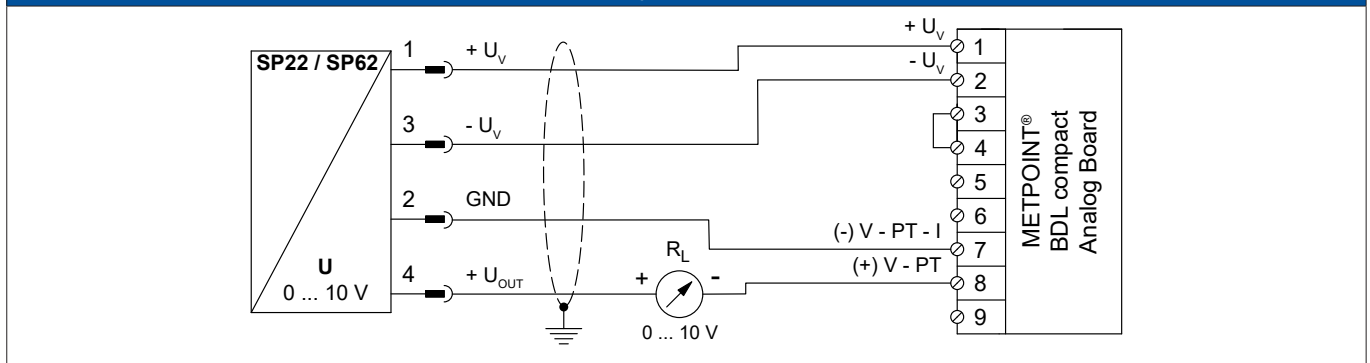 SP22 / SP62
U
0 ... 10 V
1
+ U_V
3
- U_V
2
GND
4
+ U_OUT
+
R_L
-
0 ... 10 V
+ U_V
- U_V
(-) V - PT - I
(+) V - PT
1
2
3
4
5
6
7
8
9
METPOINT®
BDL compact
Analog Board